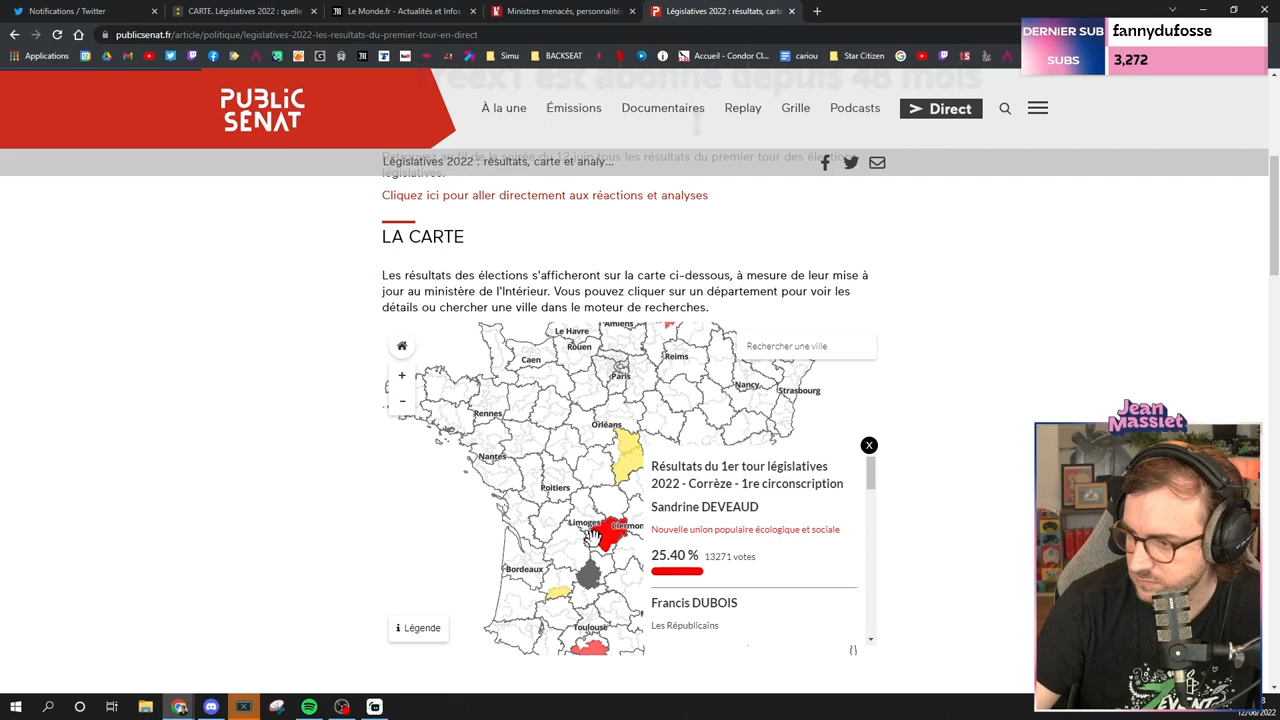 Notifications / Twitter
CARTE. Législatives 2022 : quelle
Le Monde.fr - Actualités et Infos
Ministres menacés, personnalités
Législatives 2022 : résultats, carte
publicsenat.fr/article/politique/legislatives-2022-les-resultats-du-premier-tour-en-direct
Applications
Simu
BACKSEAT
Accueil – Condor Cl...
cariou
Star Citizen
DERNIER SUB
fannydufosse
SUBS
3,272
PUBLIC
SÉNAT
À la une
Émissions
Documentaires
Replay
Grille
Podcasts
Direct
Législatives 2022 : résultats, carte et analy...
législatives.
Cliquez ici pour aller directement aux réactions et analyses
LA CARTE
Les résultats des élections s'afficheront sur la carte ci-dessous, à mesure de leur mise à
jour au ministère de l'Intérieur. Vous pouvez cliquer sur un département pour voir les
détails ou chercher une ville dans le moteur de recherches.
Amiens
Le Havre
Rouen
Rechercher une ville
Caen
Reims
+
Paris
Nancy
Strasbourg
-
Rennes
Orléans
Nantes
Poitiers
Limoges
Clermon
Bordeaux
Toulouse
Légende
X
Résultats du 1er tour législatives
2022 - Corrèze - 1re circonscription
Sandrine DEVEAUD
Nouvelle union populaire écologique et sociale
25.40 % 13271 votes
Francis DUBOIS
Les Républicains
Jean
Massiet
12/06/2022